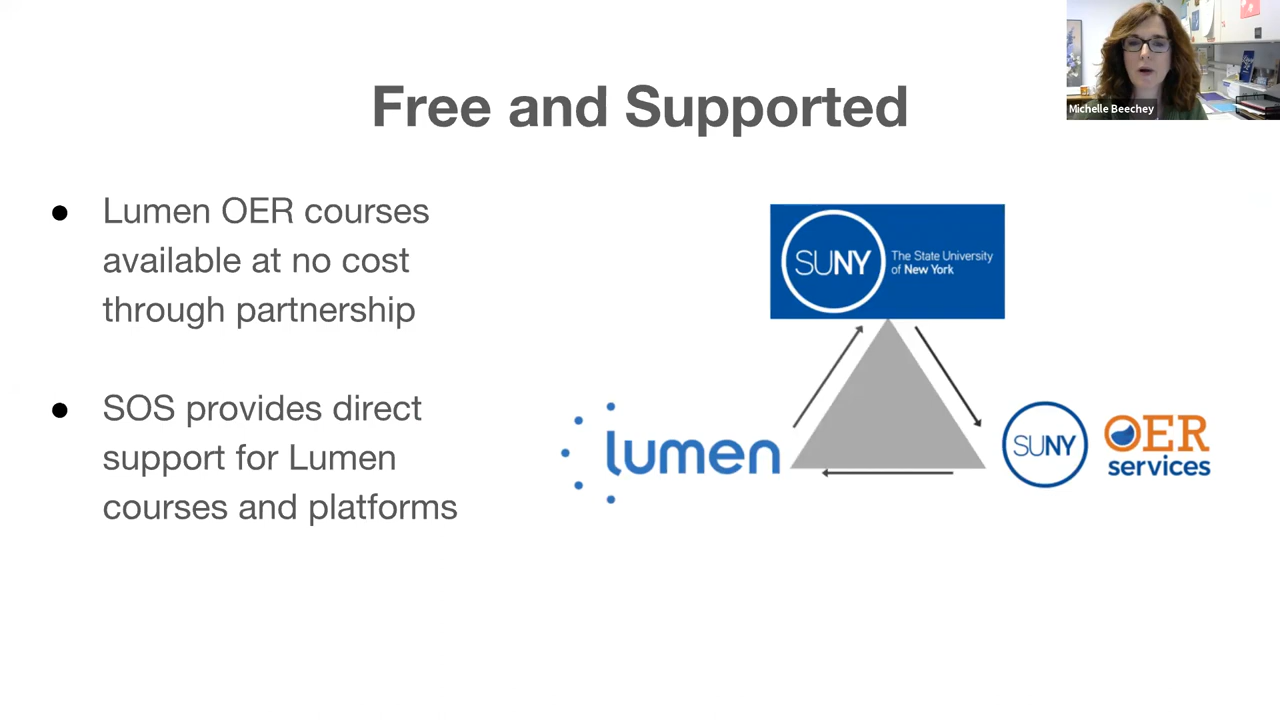 Free and Supported
Michelle Beechey
● Lumen OER courses
available at no cost
through partnership
● SOS provides direct
support for Lumen
courses and platforms
SUNY
The State University
of New York
lumen
SUNY
OER
services